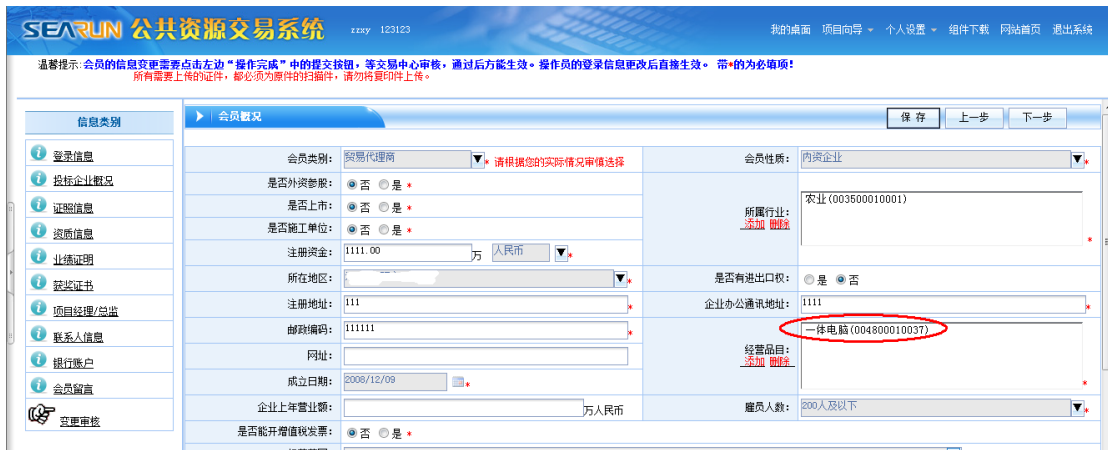 SEARUN 公共资源交易系统 zzxy 123123 我的桌面 项目向导 个人设置 组件下载 网站首页 退出系统
温馨提示:会员的信息变更需要点击左边“操作完成”中的提交按钮，等交易中心审核，通过后方能生效。操作员的登录信息更改后直接生效。 带*的为必填项!
所有需要上传的证件，都必须为原件的扫描件，请勿将复印件上传。
信息类别
登录信息
投标企业概况
证照信息
资质信息
业绩证明
获奖证书
项目经理/总监
联系人信息
银行账户
会员留言
变更审核
会员概况 保存 上一步 下一步
会员类别: 贸易代理商 * 请根据您的实际情况审慎选择 会员性质: 内资企业 *
是否外资参股: 否 是 *
是否上市: 否 是 *
是否施工单位: 否 是 *
所属行业: 添加 删除 农业(003500010001) *
注册资金: 1111.00 万 人民币 *
所在地区: * 是否有进出口权: 是 否
注册地址: 111 * 企业办公通讯地址: 1111 *
邮政编码: 111111 *
经营品目: 添加 删除 一体电脑(004800010037) *
网址:
成立日期: 2008/12/09 *
企业上年营业额: 万人民币 雇员人数: 200人及以下 *
是否能开增值税发票: 否 是 *